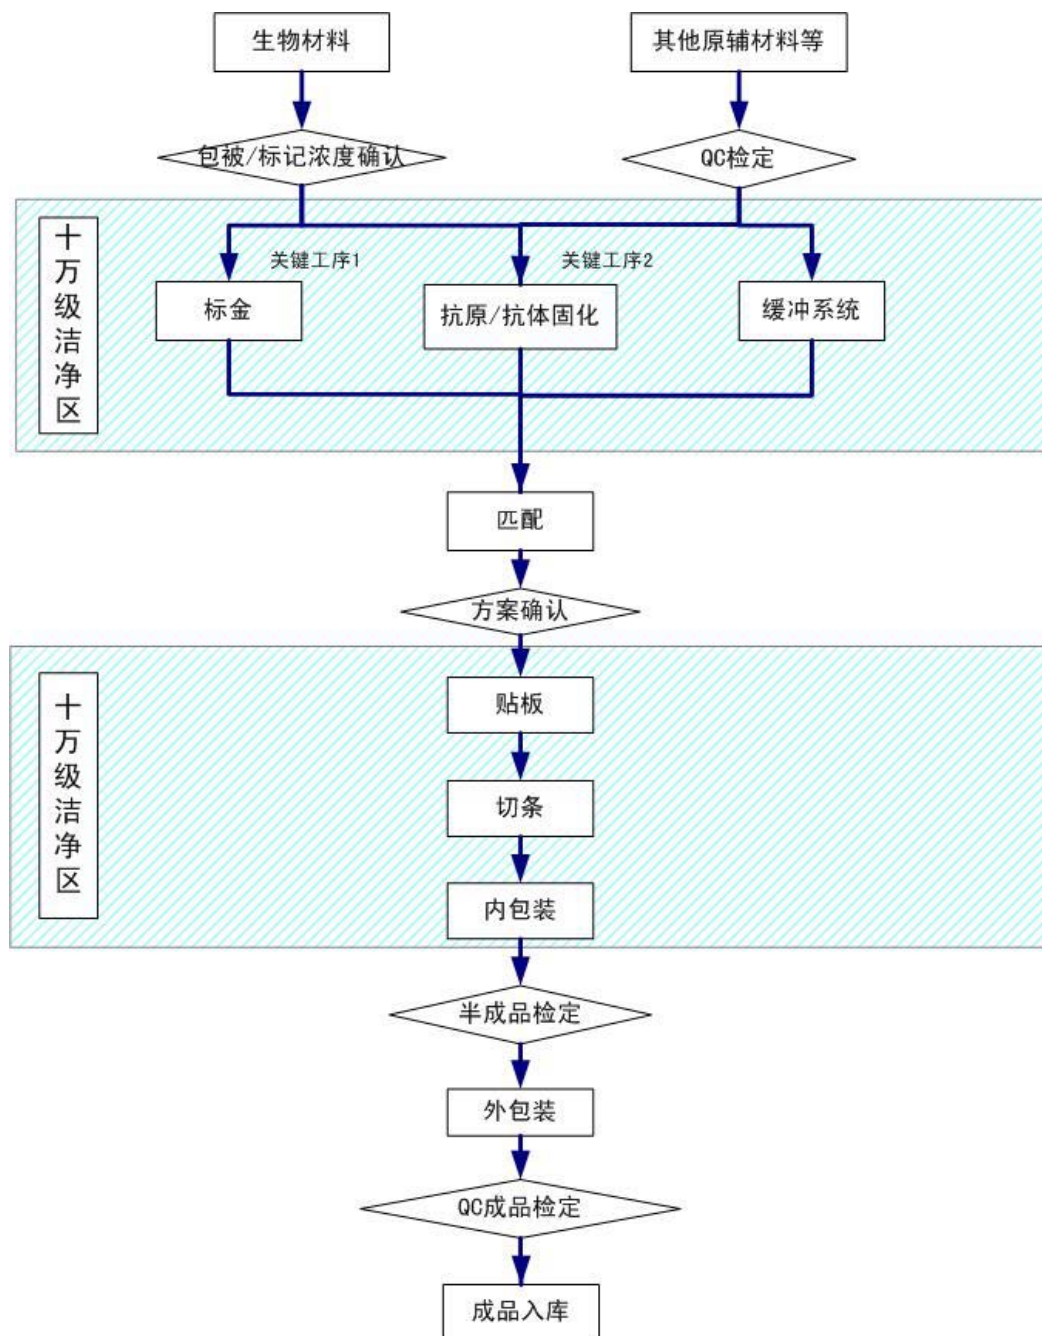 生物材料
其他原辅材料等
包被/标记浓度确认
QC检定
十万级洁净区
关键工序1
关键工序2
标金
抗原/抗体固化
缓冲系统
匹配
方案确认
十万级洁净区
贴板
切条
内包装
半成品检定
外包装
QC成品检定
成品入库